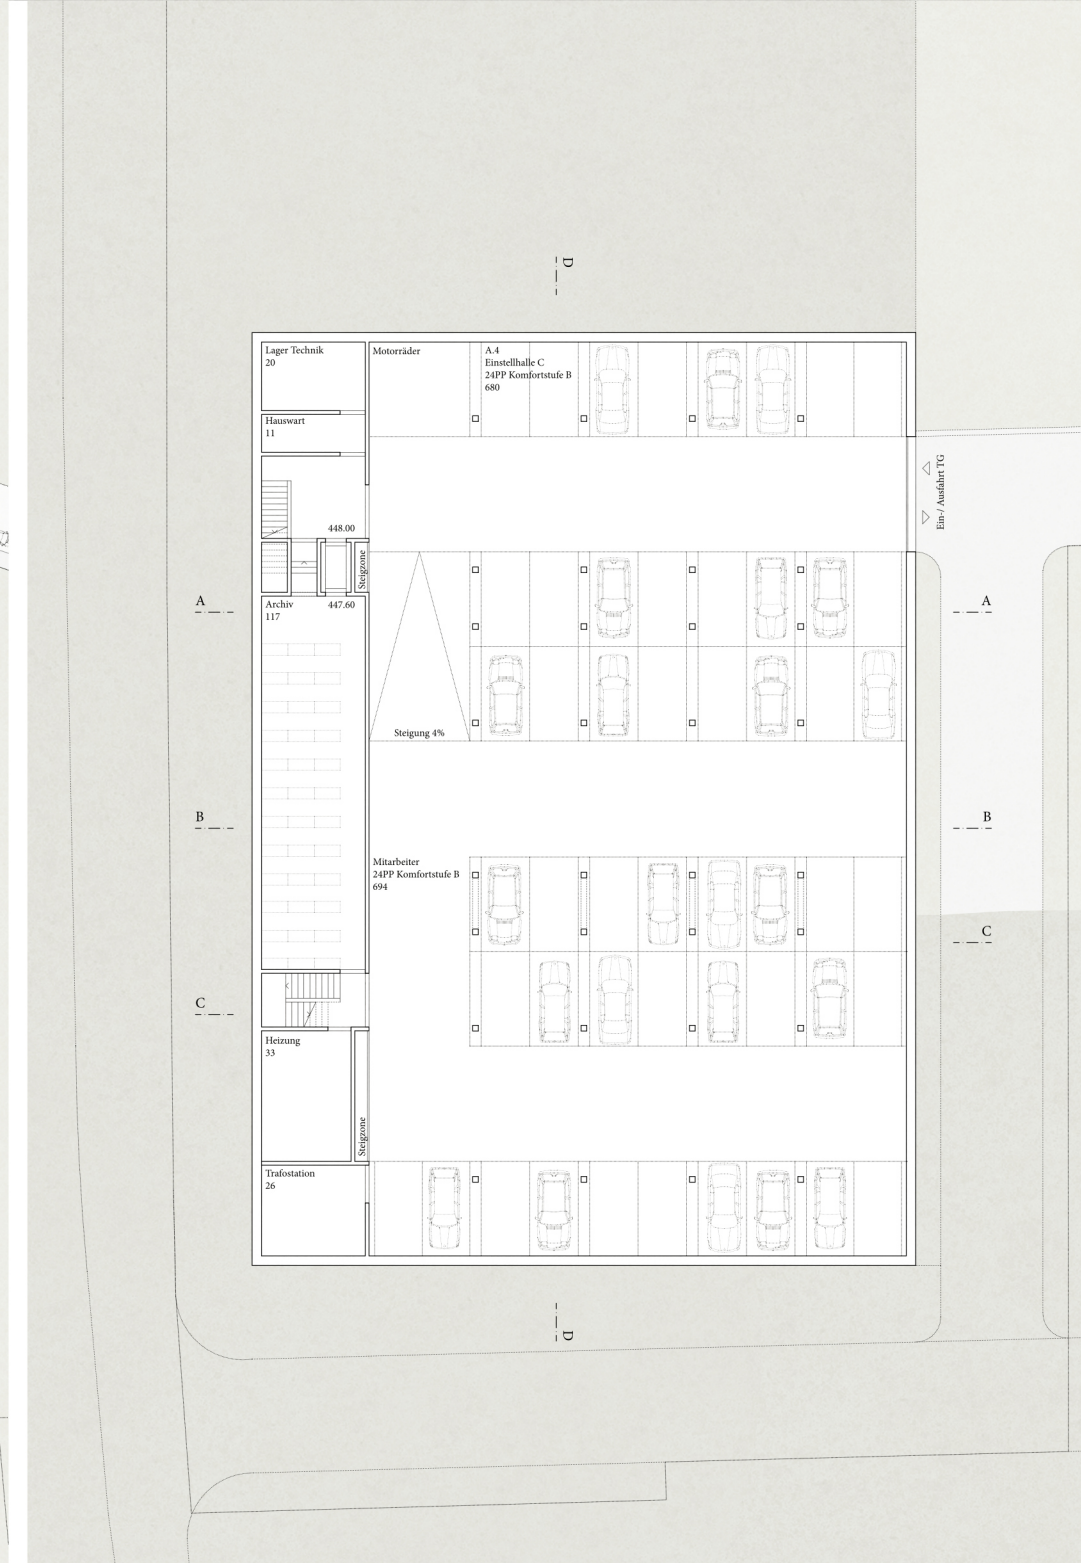 D
Lager Technik
20
Motorräder
A.4
Einstellhalle C
24PP Komfortstufe B
680
Hauswart
11
Ein-/ Ausfahrt TG
448.00
Steigzone
A
A
Archiv
117
447.60
Steigung 4%
B
B
Mitarbeiter
24PP Komfortstufe B
694
C
C
Heizung
33
Steigzone
Trafostation
26
D